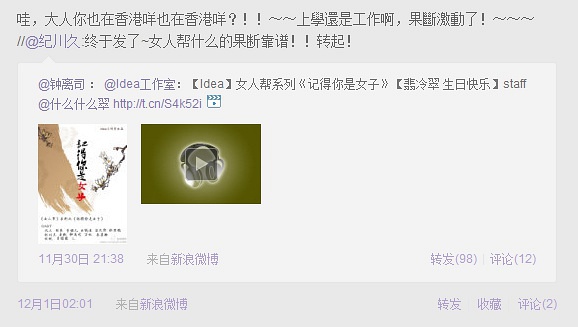 哇，大人你也在香港咩也在香港咩？！！～～上學還是工作啊，果斷激動了！～～～
//@纪川久:终于发了~女人帮什么的果断靠谱！！转起！
@钟离司 ： @Idea工作室:【Idea】女人帮系列《记得你是女子》【翡冷翠 生日快乐】staff
@什么什么翠 http://t.cn/S4k52i
记得
你是
女子
11月30日 21:38 来自新浪微博 转发(98) 评论(12)
12月1日02:01 来自新浪微博 转发 收藏 评论(2)